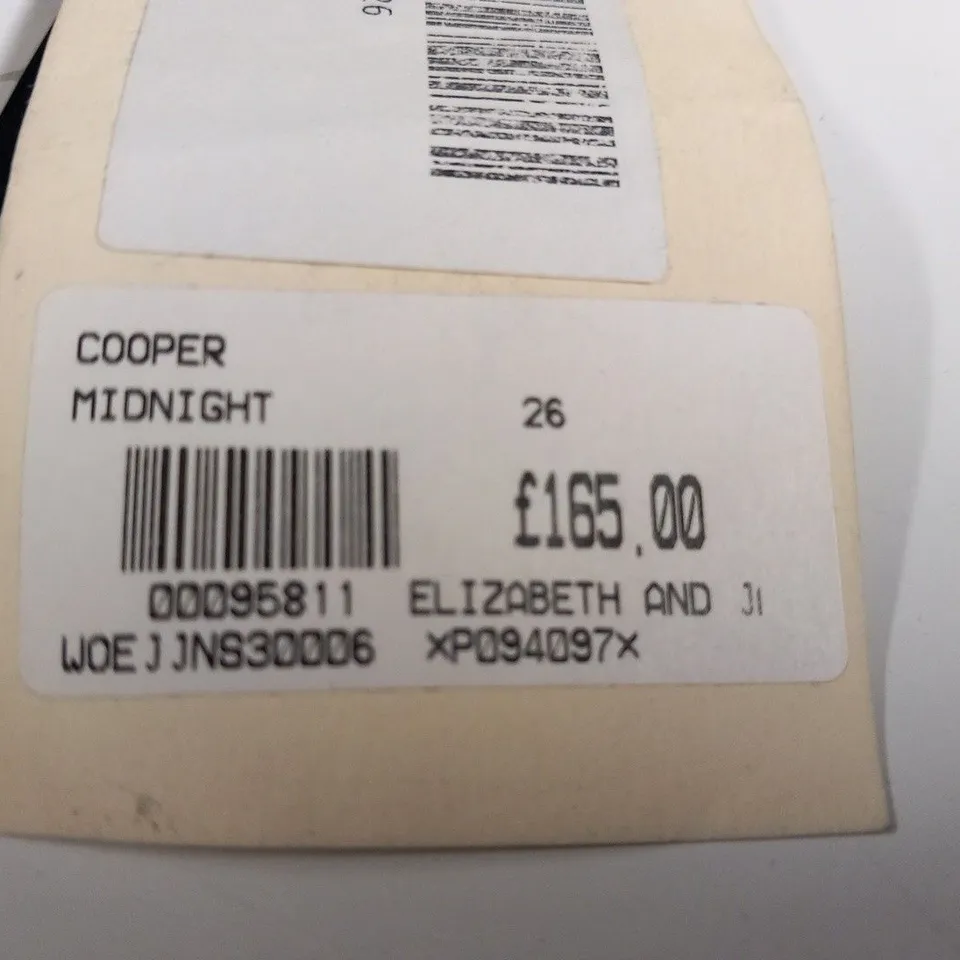 COOPER
MIDNIGHT 26
£165.00
00095811 ELIZABETH AND
WOEJJNS30006 *P094097*